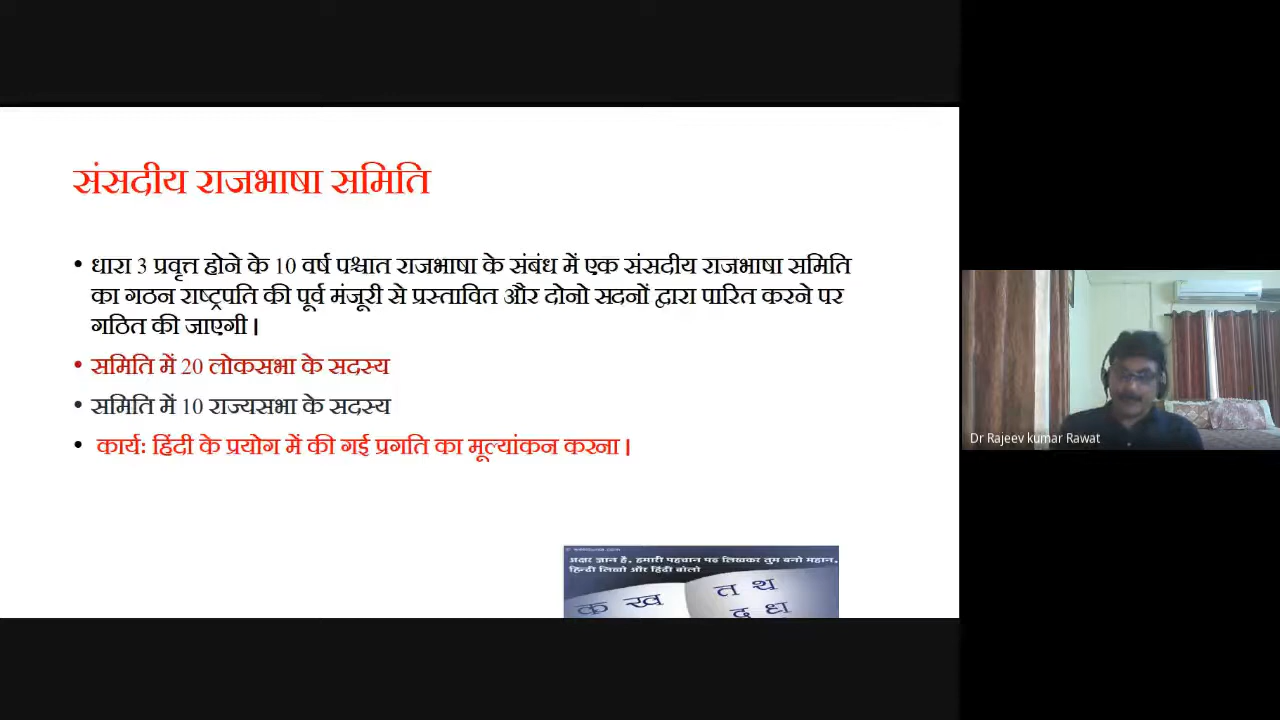 संसदीय राजभाषा समिति
• धारा 3 प्रवृत्त होने के 10 वर्ष पश्चात राजभाषा के संबंध में एक संसदीय राजभाषा समिति
का गठन राष्ट्रपति की पूर्व मंजूरी से प्रस्तावित और दोनो सदनों द्वारा पारित करने पर
गठित की जाएगी।
• समिति में 20 लोकसभा के सदस्य
• समिति में 10 राज्यसभा के सदस्य
• कार्यः हिंदी के प्रयोग में की गई प्रगति का मूल्यांकन करना।
अक्षर ज्ञान है, हमारी पहचान पढ़ लिखकर तुम बनो महान,
हिन्दी लिखो और हिंदी बोलो
क ख त थ
द ध
Dr Rajeev kumar Rawat